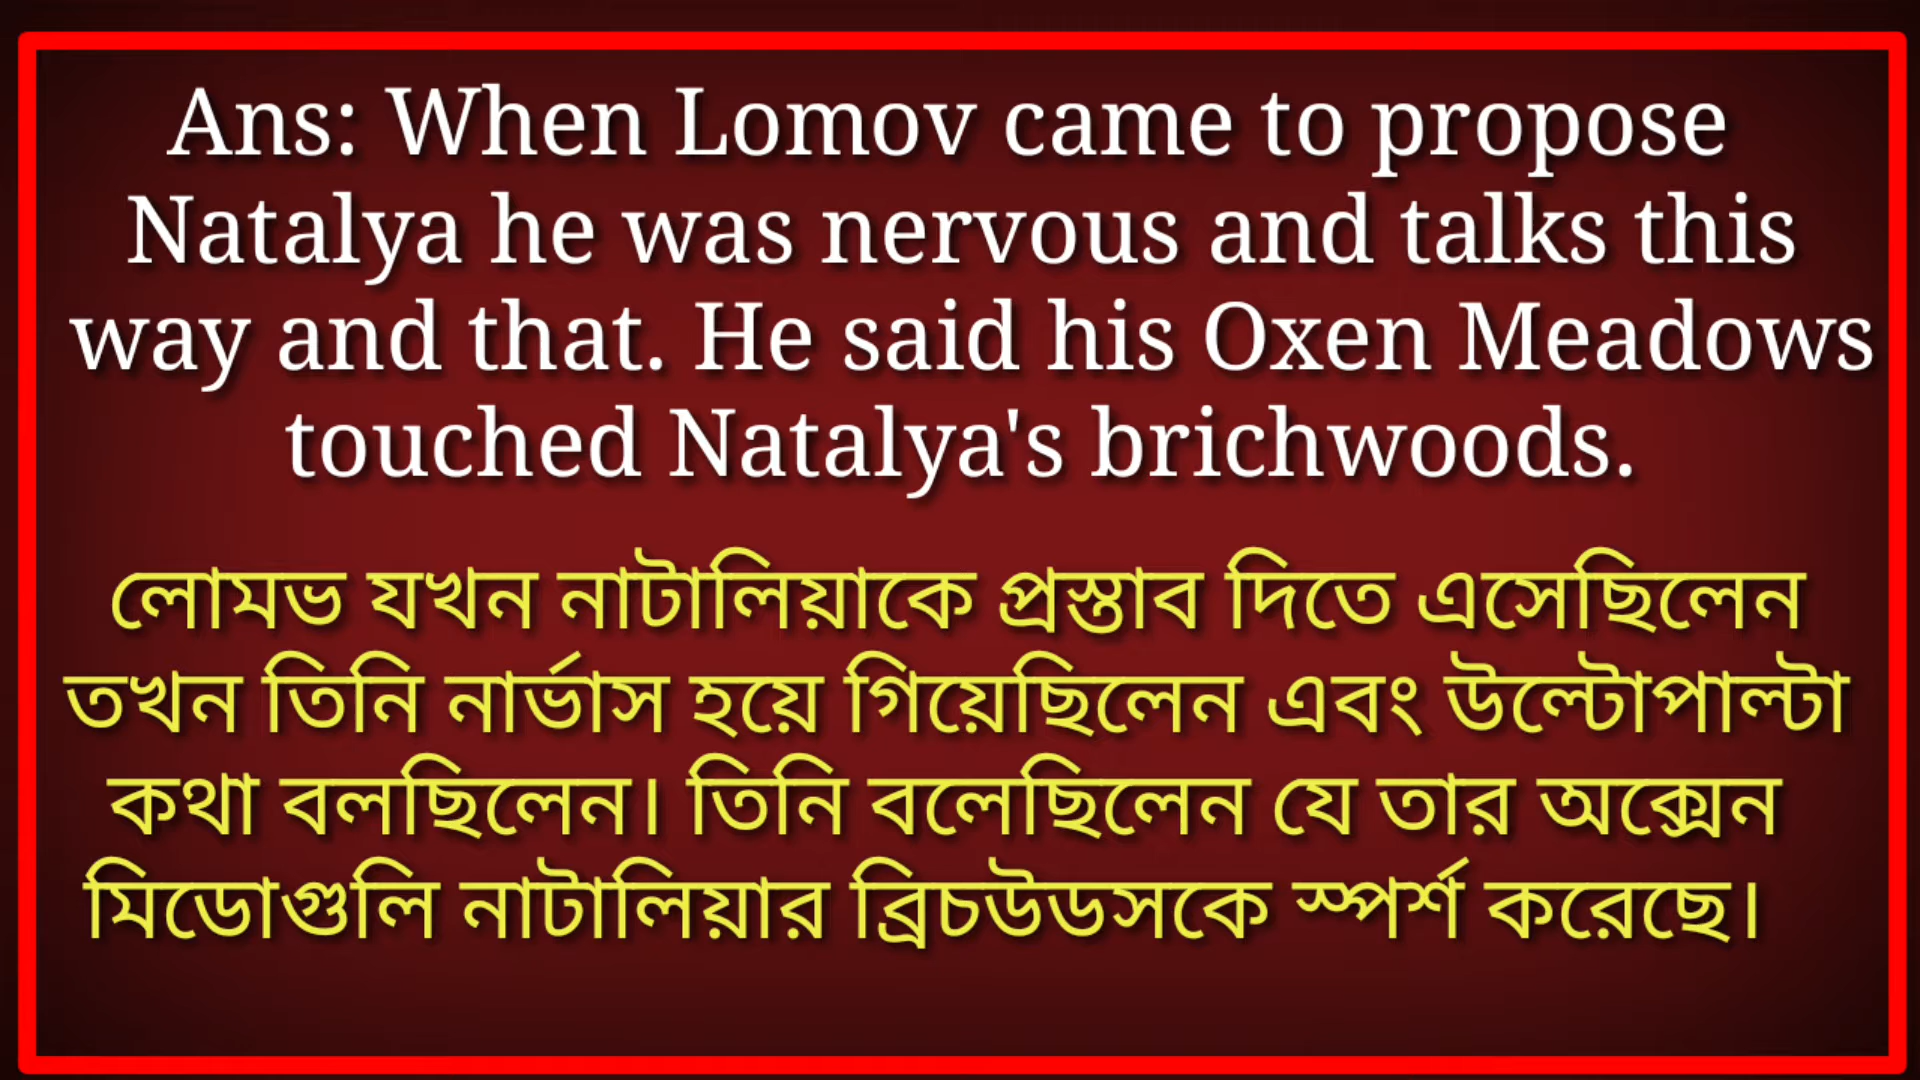 Ans: When Lomov came to propose
Natalya he was nervous and talks this
way and that. He said his Oxen Meadows
touched Natalya's brichwoods.
লোমভ যখন নাটালিয়াকে প্রস্তাব দিতে এসেছিলেন
তখন তিনি নার্ভাস হয়ে গিয়েছিলেন এবং উল্টোপাল্টা
কথা বলছিলেন। তিনি বলেছিলেন যে তার অক্সেন
মিডোগুলি নাটালিয়ার ব্রিচউডসকে স্পর্শ করেছে।